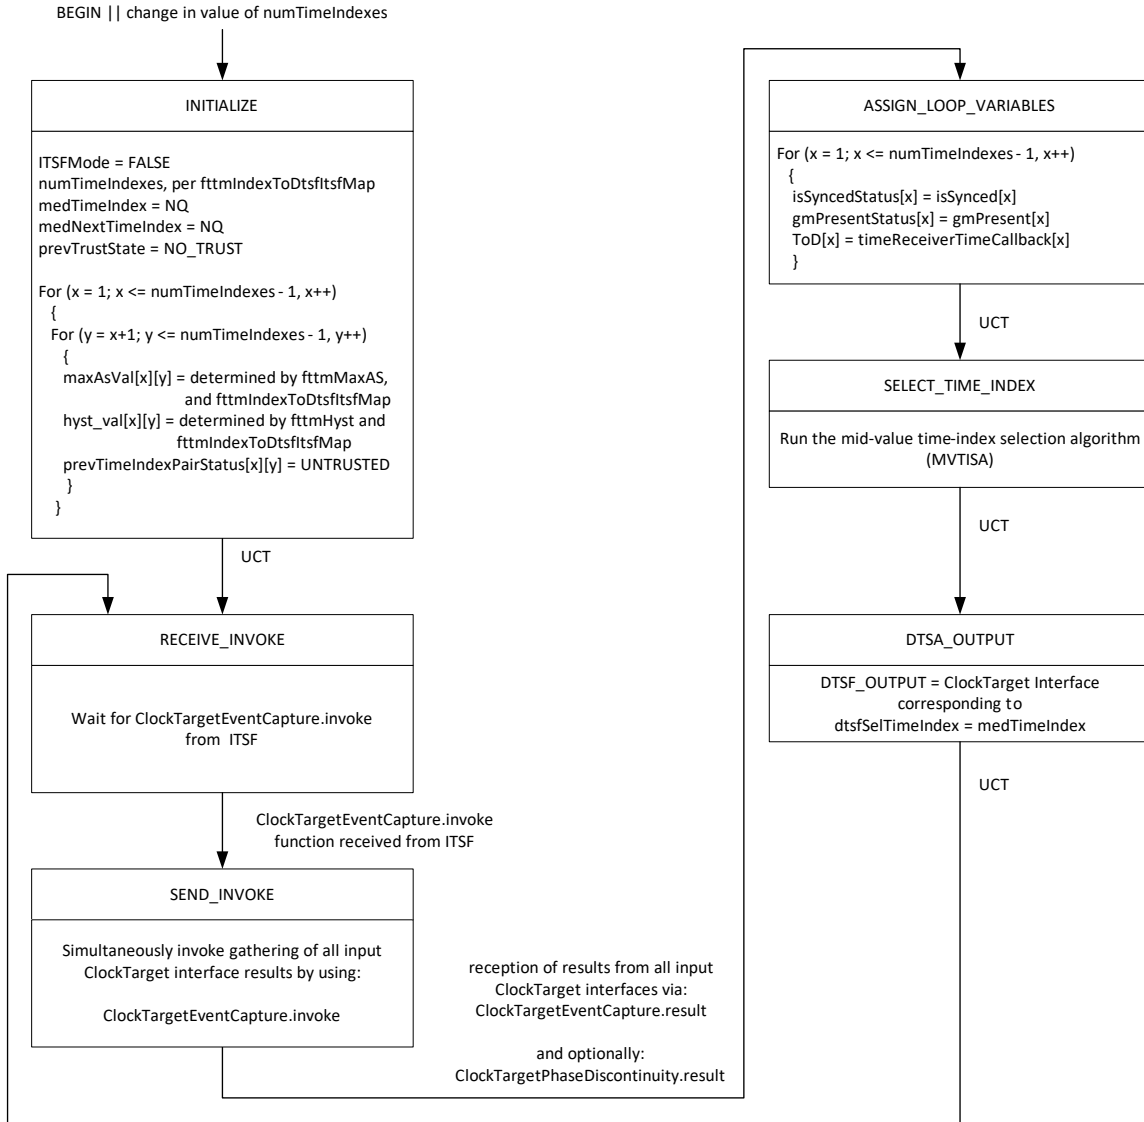 BEGIN || change in value of numTimeIndexes
INITIALIZE
ITSFMode = FALSE
numTimeIndexes, per fttmIndexToDtsfItsfMap
medTimeIndex = NQ
medNextTimeIndex = NQ
prevTrustState = NO_TRUST
For (x = 1; x <= numTimeIndexes - 1, x++)
{
For (y = x+1; y <= numTimeIndexes - 1, y++)
{
maxAsVal[x][y] = determined by fttmMaxAS,
and fttmIndexToDtsfItsfMap
hyst_val[x][y] = determined by fttmHyst and
fttmIndexToDtsfItsfMap
prevTimeIndexPairStatus[x][y] = UNTRUSTED
}
}
UCT
RECEIVE_INVOKE
Wait for ClockTargetEventCapture.invoke
from ITSF
ClockTargetEventCapture.invoke
function received from ITSF
SEND_INVOKE
Simultaneously invoke gathering of all input
ClockTarget interface results by using:
ClockTargetEventCapture.invoke
reception of results from all input
ClockTarget interfaces via:
ClockTargetEventCapture.result
and optionally:
ClockTargetPhaseDiscontinuity.result
ASSIGN_LOOP_VARIABLES
For (x = 1; x <= numTimeIndexes - 1, x++)
{
isSyncedStatus[x] = isSynced[x]
gmPresentStatus[x] = gmPresent[x]
ToD[x] = timeReceiverTimeCallback[x]
}
UCT
SELECT_TIME_INDEX
Run the mid-value time-index selection algorithm
(MVTISA)
UCT
DTSA_OUTPUT
DTSF_OUTPUT = ClockTarget Interface
corresponding to
dtsfSelTimeIndex = medTimeIndex
UCT